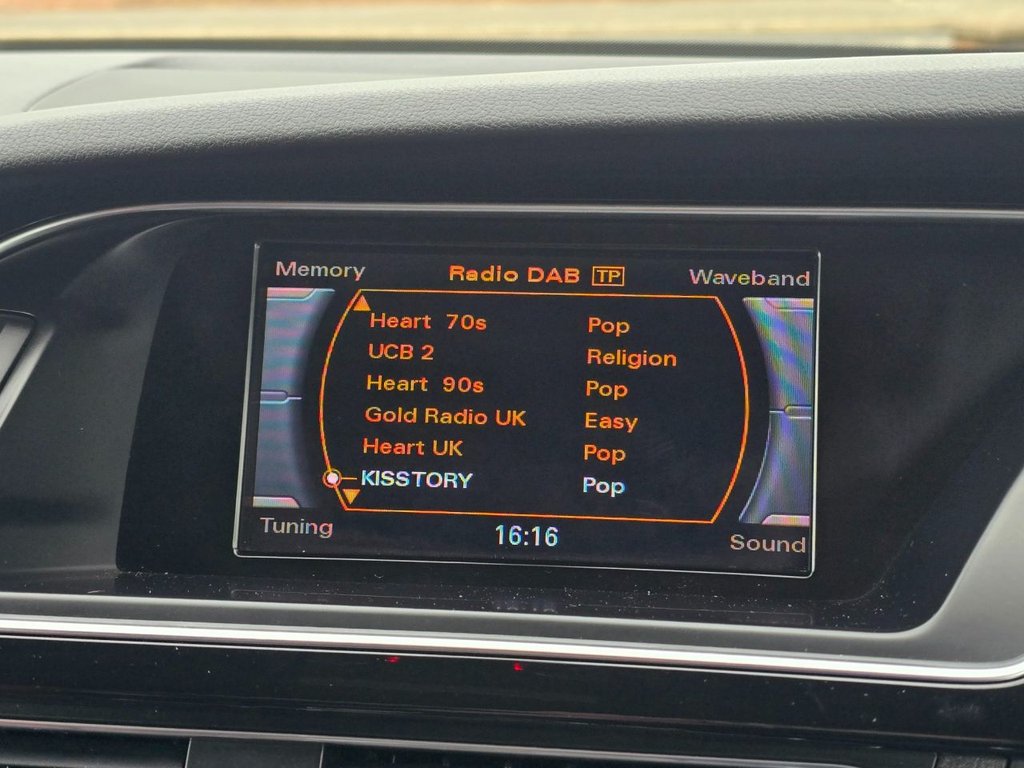 Memory Radio DAB TP Waveband
Heart 70s Pop
UCB 2 Religion
Heart 90s Pop
Gold Radio UK Easy
Heart UK Pop
KISSTORY Pop
Tuning 16:16 Sound